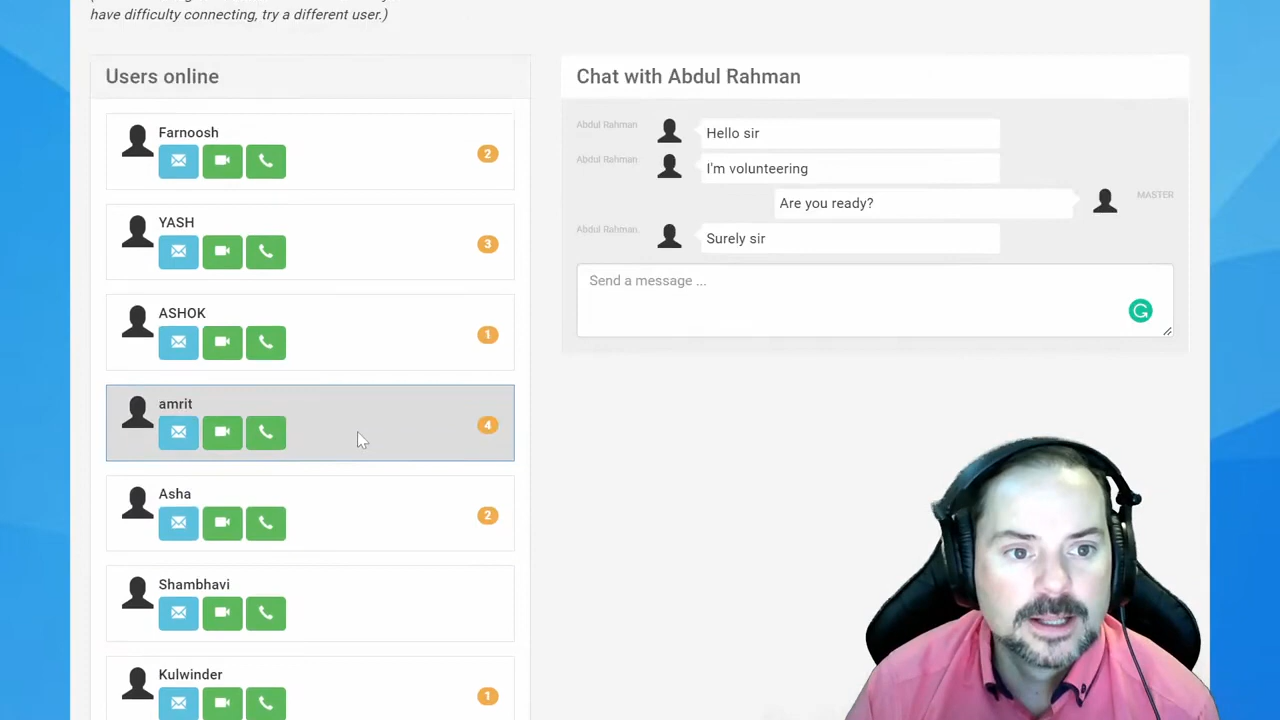 have difficulty connecting, try a different user.)
Users online
Farnoosh
2
YASH
3
ASHOK
1
amrit
4
Asha
2
Shambhavi
Kulwinder
1
Chat with Abdul Rahman
Abdul Rahman
Hello sir
Abdul Rahman
I'm volunteering
Are you ready?
MASTER
Abdul Rahman
Surely sir
Send a message ...